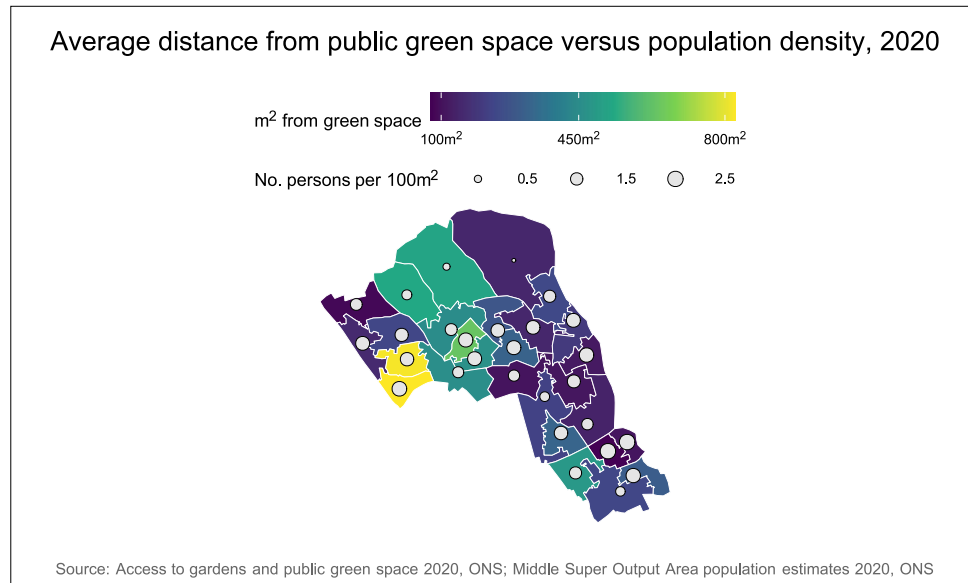 Average distance from public green space versus population density, 2020
m² from green space
100m² 450m² 800m²
No. persons per 100m² 0.5 1.5 2.5
Source: Access to gardens and public green space 2020, ONS; Middle Super Output Area population estimates 2020, ONS